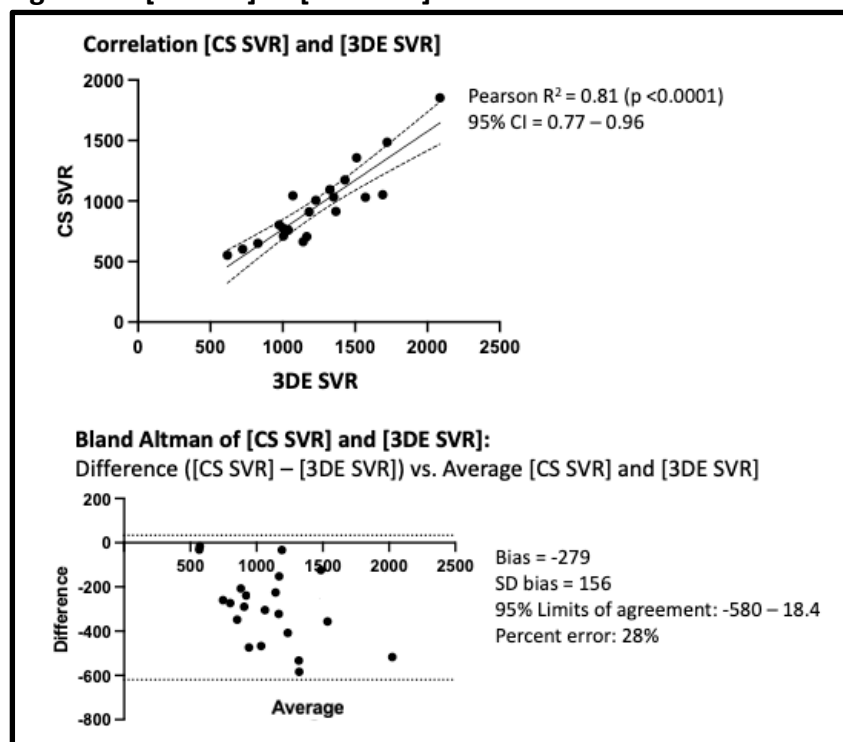 Correlation [CS SVR] and [3DE SVR]
2000
1500
1000
500
0
CS SVR
0 500 1000 1500 2000 2500
3DE SVR
Pearson R² = 0.81 (p <0.0001)
95% CI = 0.77 – 0.96
Bland Altman of [CS SVR] and [3DE SVR]:
Difference ([CS SVR] – [3DE SVR]) vs. Average [CS SVR] and [3DE SVR]
200
0
-200
-400
-600
-800
Difference
500 1000 1500 2000 2500
Average
Bias = -279
SD bias = 156
95% Limits of agreement: -580 – 18.4
Percent error: 28%